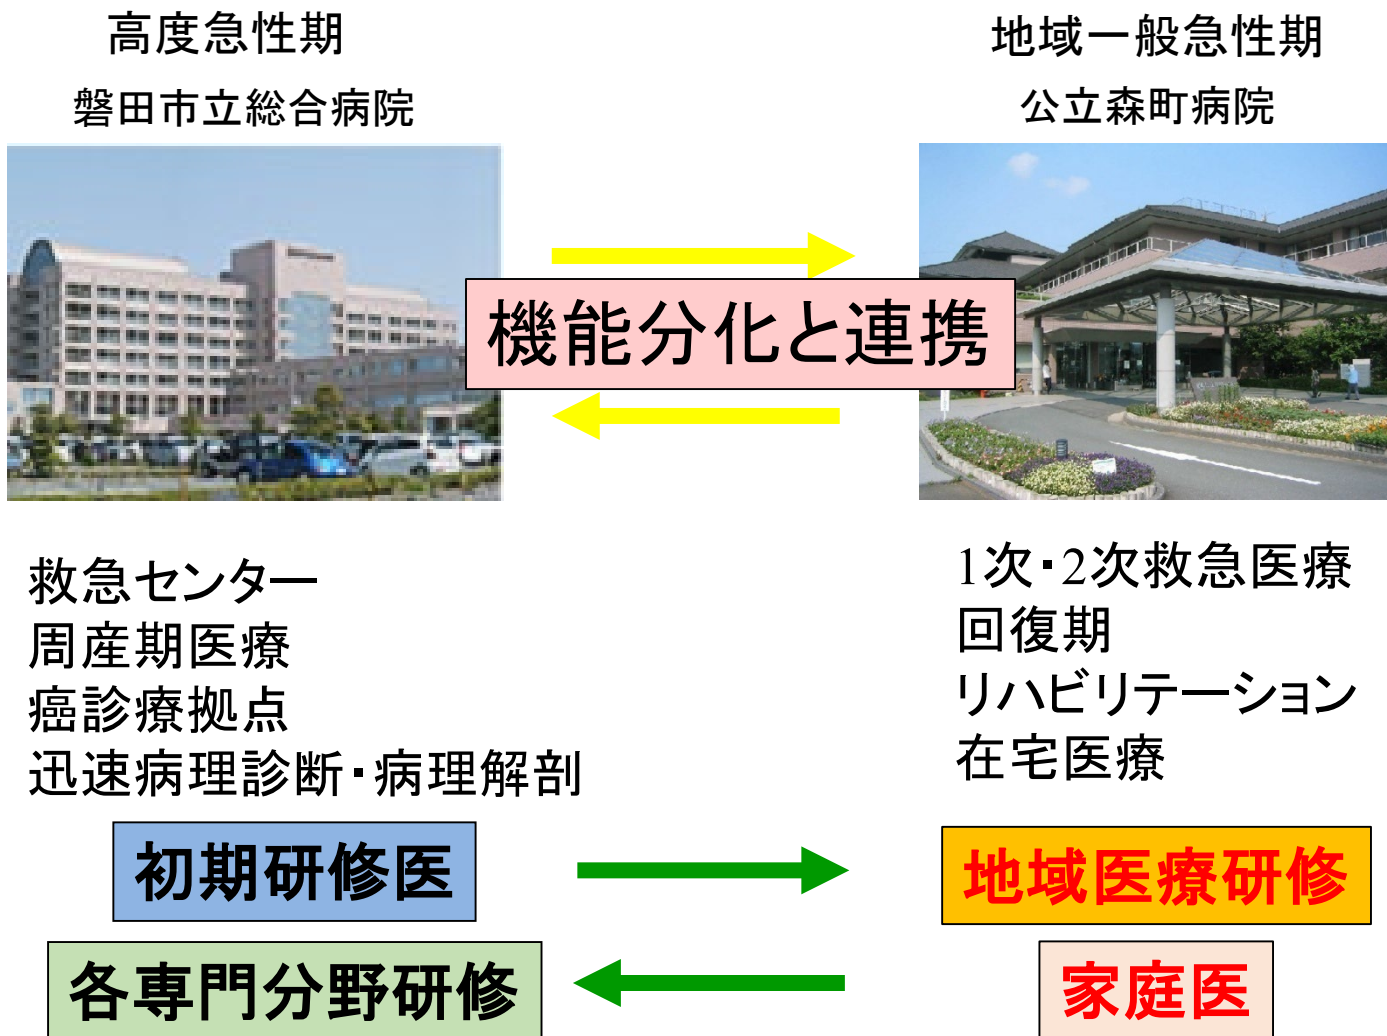 高度急性期
磐田市立総合病院
地域一般急性期
公立森町病院
機能分化と連携
救急センター
周産期医療
癌診療拠点
迅速病理診断・病理解剖
1次・2次救急医療
回復期
リハビリテーション
在宅医療
初期研修医
地域医療研修
各専門分野研修
家庭医